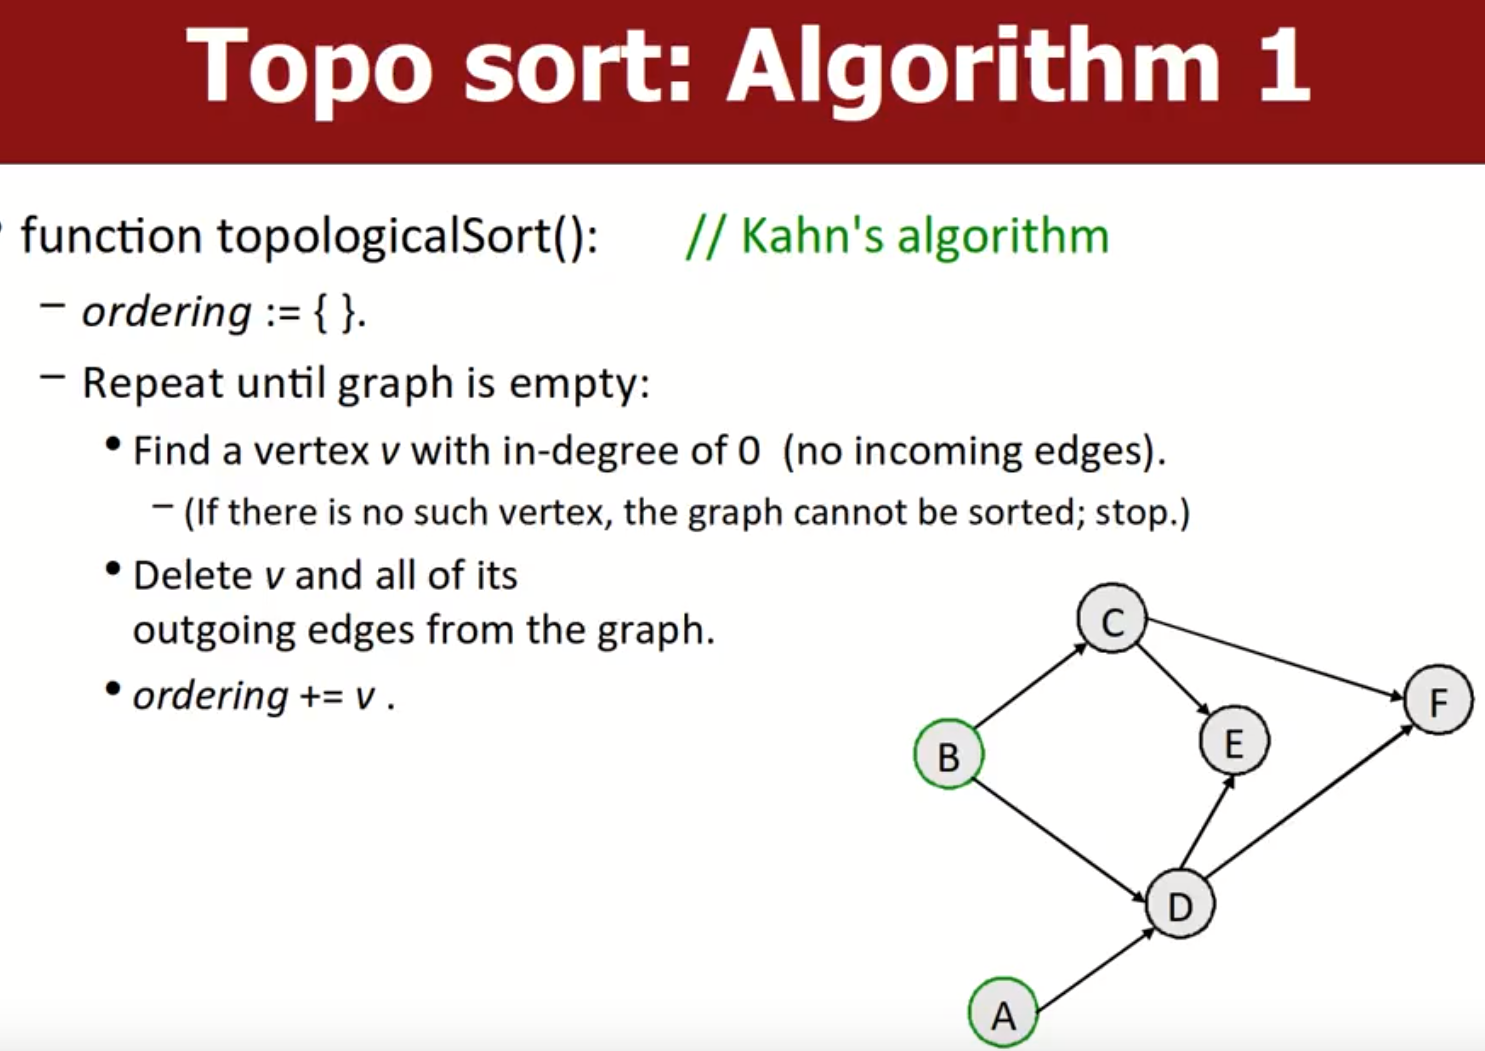 Topo sort: Algorithm 1
function topologicalSort(): // Kahn's algorithm
– ordering := { }.
– Repeat until graph is empty:
• Find a vertex v with in-degree of 0 (no incoming edges).
– (If there is no such vertex, the graph cannot be sorted; stop.)
• Delete v and all of its
outgoing edges from the graph.
• ordering += v .
C
F
E
B
D
A